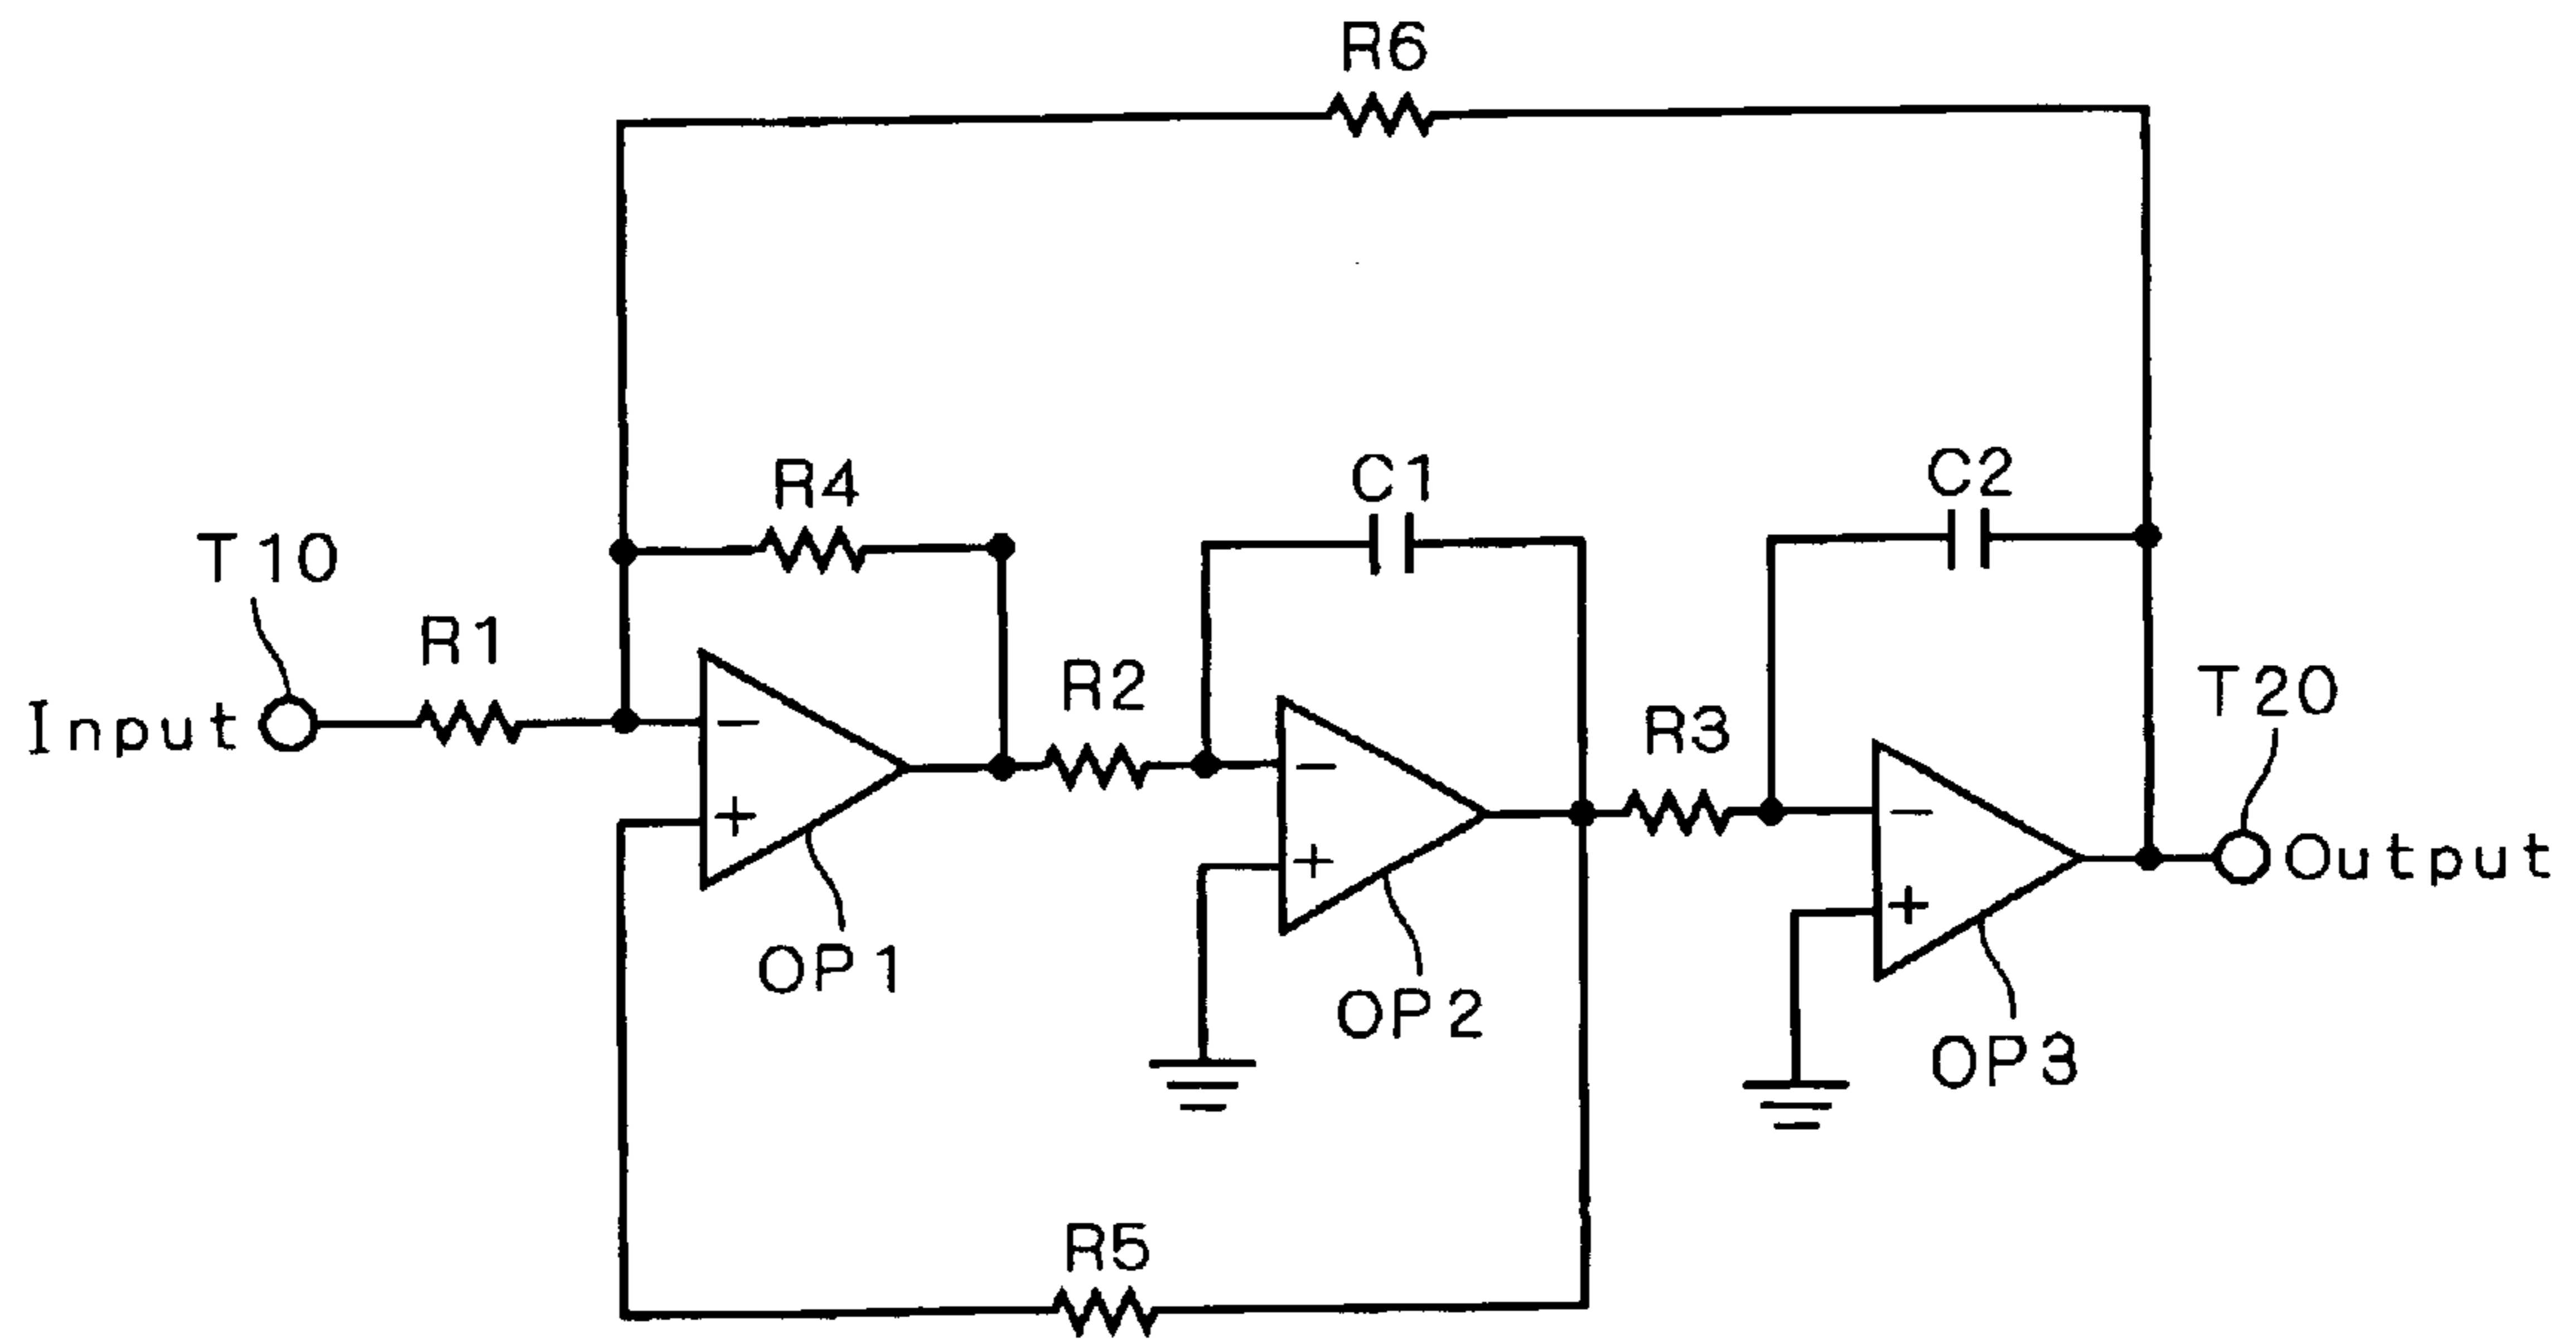 R6
R4
C1
C2
T10
R1
R2
T20
Input
−
R3
−
−
Output
+
+
+
OP1
OP2
OP3
R5